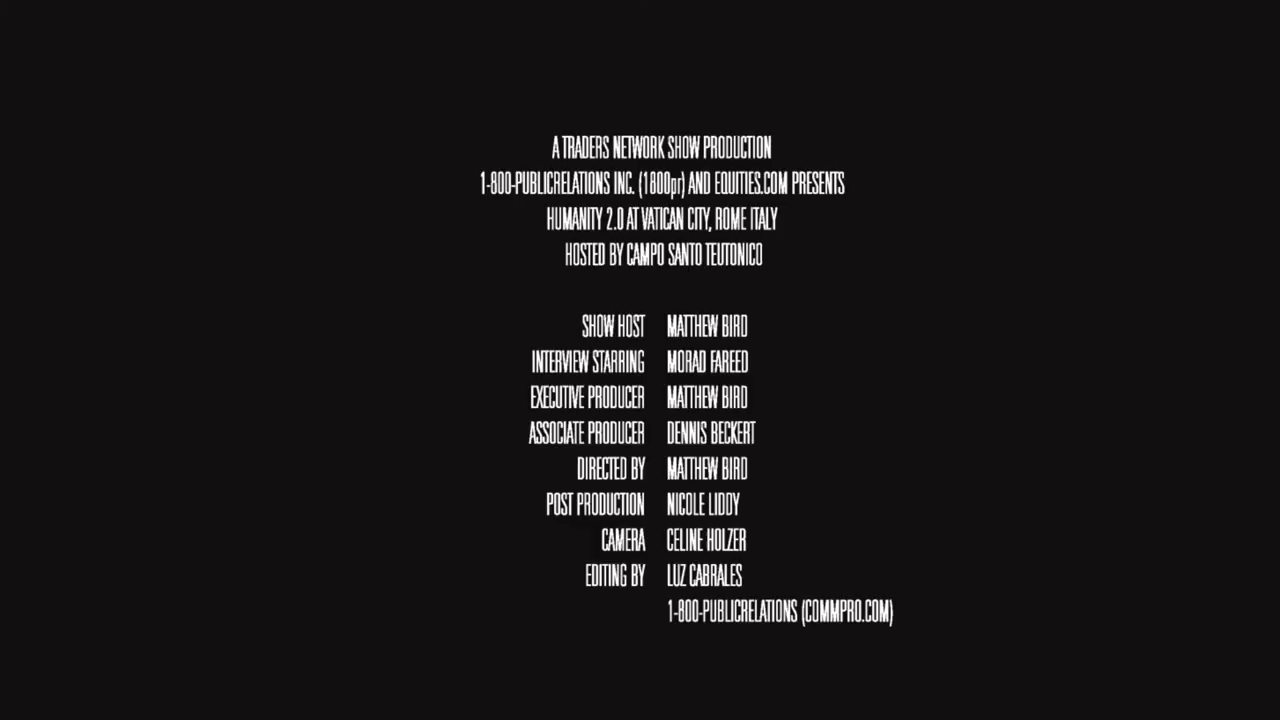 A TRADERS NETWORK SHOW PRODUCTION
1-800-PUBLICRELATIONS INC. (1800pr) AND EQUITIES.COM PRESENTS
HUMANITY 2.0 AT VATICAN CITY, ROME ITALY
HOSTED BY CAMPO SANTO TEUTONICO
SHOW HOST MATTHEW BIRD
INTERVIEW STARRING MORAD FAREED
EXECUTIVE PRODUCER MATTHEW BIRD
ASSOCIATE PRODUCER DENNIS BECKERT
DIRECTED BY MATTHEW BIRD
POST PRODUCTION NICOLE LIDDY
CAMERA CELINE HOLZER
EDITING BY LUZ CABRALES
1-800-PUBLICRELATIONS (COMMPRO.COM)